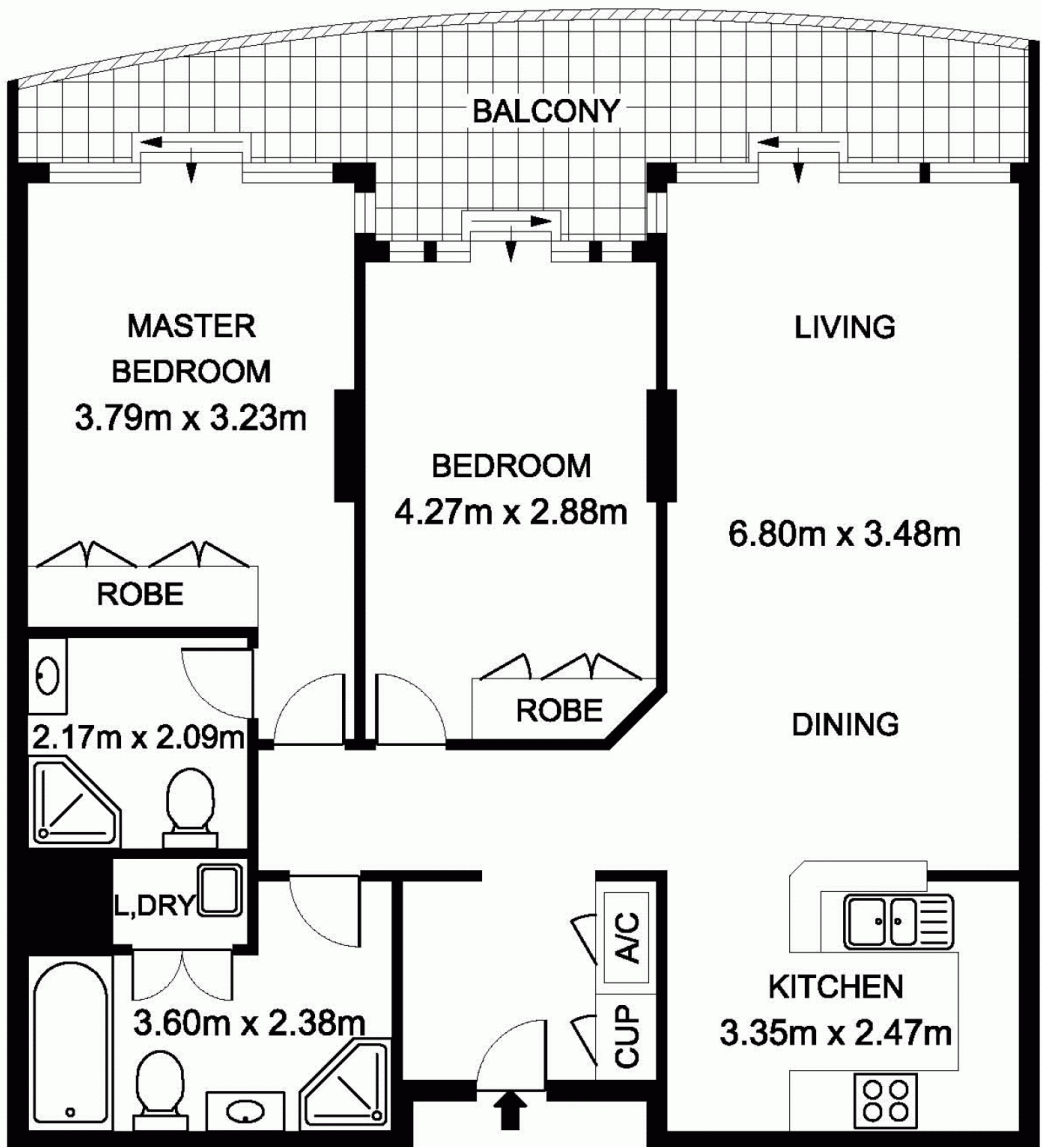 BALCONY
MASTER
BEDROOM
3.79m x 3.23m
LIVING
BEDROOM
4.27m x 2.88m
6.80m x 3.48m
ROBE
ROBE
DINING
2.17m x 2.09m
L,DRY
A/C
KITCHEN
3.35m x 2.47m
3.60m x 2.38m
CUP